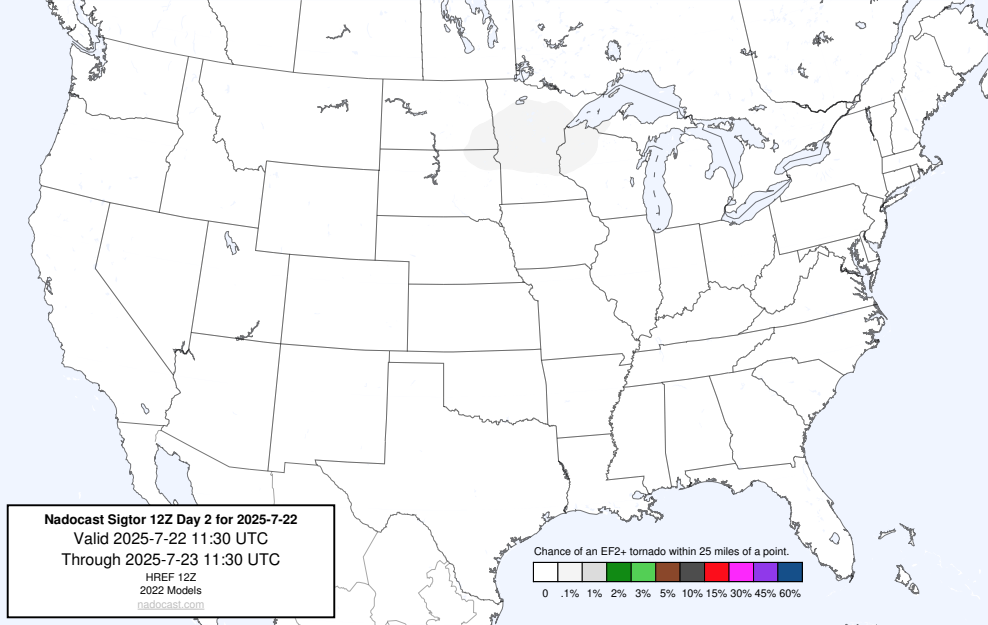 Nadocast Sigtor 12Z Day 2 for 2025-7-22
Valid 2025-7-22 11:30 UTC
Through 2025-7-23 11:30 UTC
HREF 12Z
2022 Models
nadocast.com
Chance of an EF2+ tornado within 25 miles of a point.
0 .1% 1% 2% 3% 5% 10% 15% 30% 45% 60%